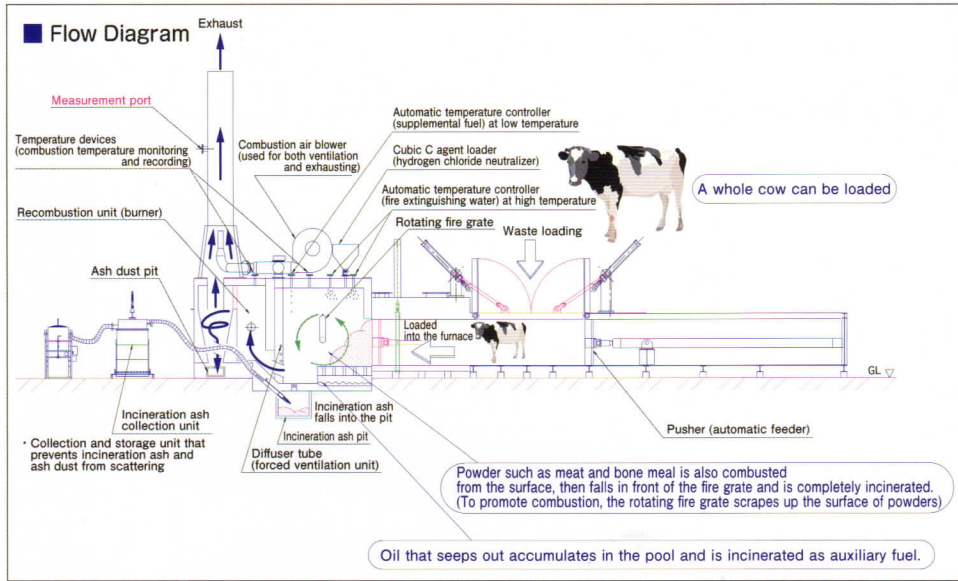 ■ Flow Diagram
Exhaust
Measurement port
Temperature devices
(combustion temperature monitoring
and recording)
Combustion air blower
(used for both ventilation
and exhausting)
Automatic temperature controller
(supplemental fuel) at low temperature
Cubic C agent loader
(hydrogen chloride neutralizer)
Automatic temperature controller
(fire extinguishing water) at high temperature
A whole cow can be loaded
Recombustion unit (burner)
Rotating fire grate
Waste loading
Ash dust pit
Loaded
into the furnace
GL
Incineration ash
collection unit
・Collection and storage unit that
prevents incineration ash and
ash dust from scattering
Incineration ash
falls into the pit
Incineration ash pit
Diffuser tube
(forced ventilation unit)
Pusher (automatic feeder)
Powder such as meat and bone meal is also combusted
from the surface, then falls in front of the fire grate and is completely incinerated.
(To promote combustion, the rotating fire grate scrapes up the surface of powders)
Oil that seeps out accumulates in the pool and is incinerated as auxiliary fuel.